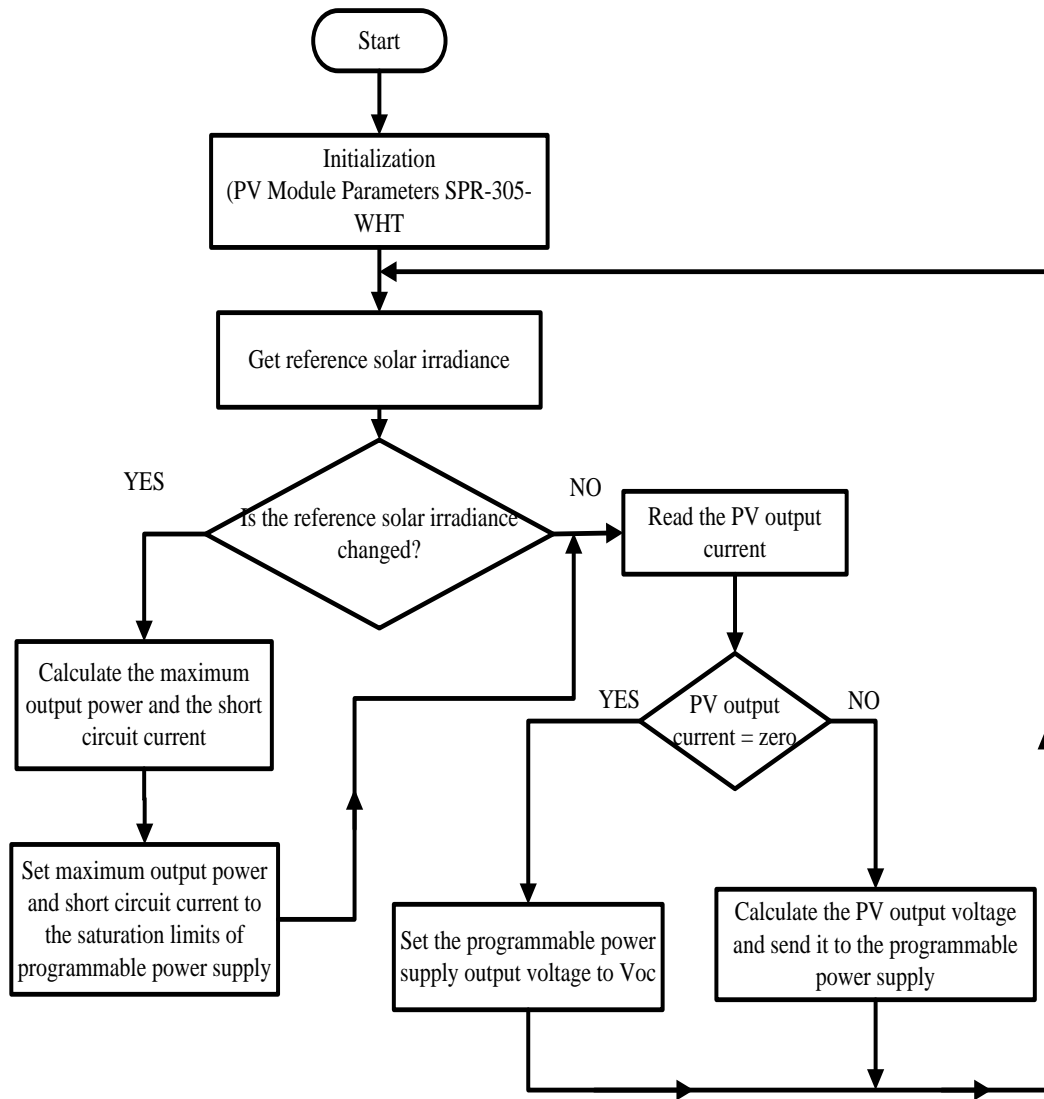 Start
Initialization
(PV Module Parameters SPR-305-
WHT
Get reference solar irradiance
YES
NO
Is the reference solar irradiance
changed?
Read the PV output
current
Calculate the maximum
output power and the short
circuit current
YES
NO
PV output
current = zero
Set maximum output power
and short circuit current to
the saturation limits of
programmable power supply
Set the programmable power
supply output voltage to Voc
Calculate the PV output voltage
and send it to the programmable
power supply